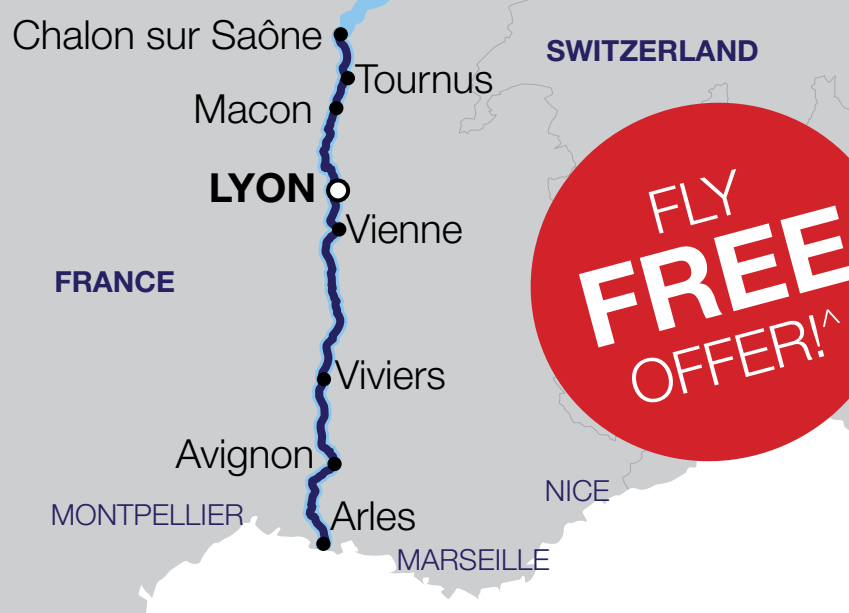 Chalon sur Saône
SWITZERLAND
Tournus
Macon
LYON
Vienne
FRANCE
FLY
FREE
OFFER!^
Viviers
Avignon
NICE
MONTPELLIER
Arles
MARSEILLE